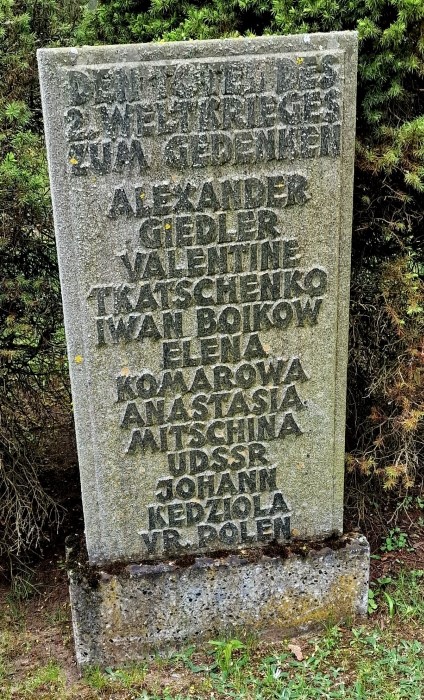 DEN TOTEN DES
2. WELTKRIEGES
ZUM GEDENKEN
ALEXANDER
GIEDLER
VALENTINE
TKATSCHENKO
IWAN BOIKOW
ELENA
KOMAROWA
ANASTASIA
MITSCHINA
UDSSR
JOHANN
KEDZIOLA
VR. POLEN